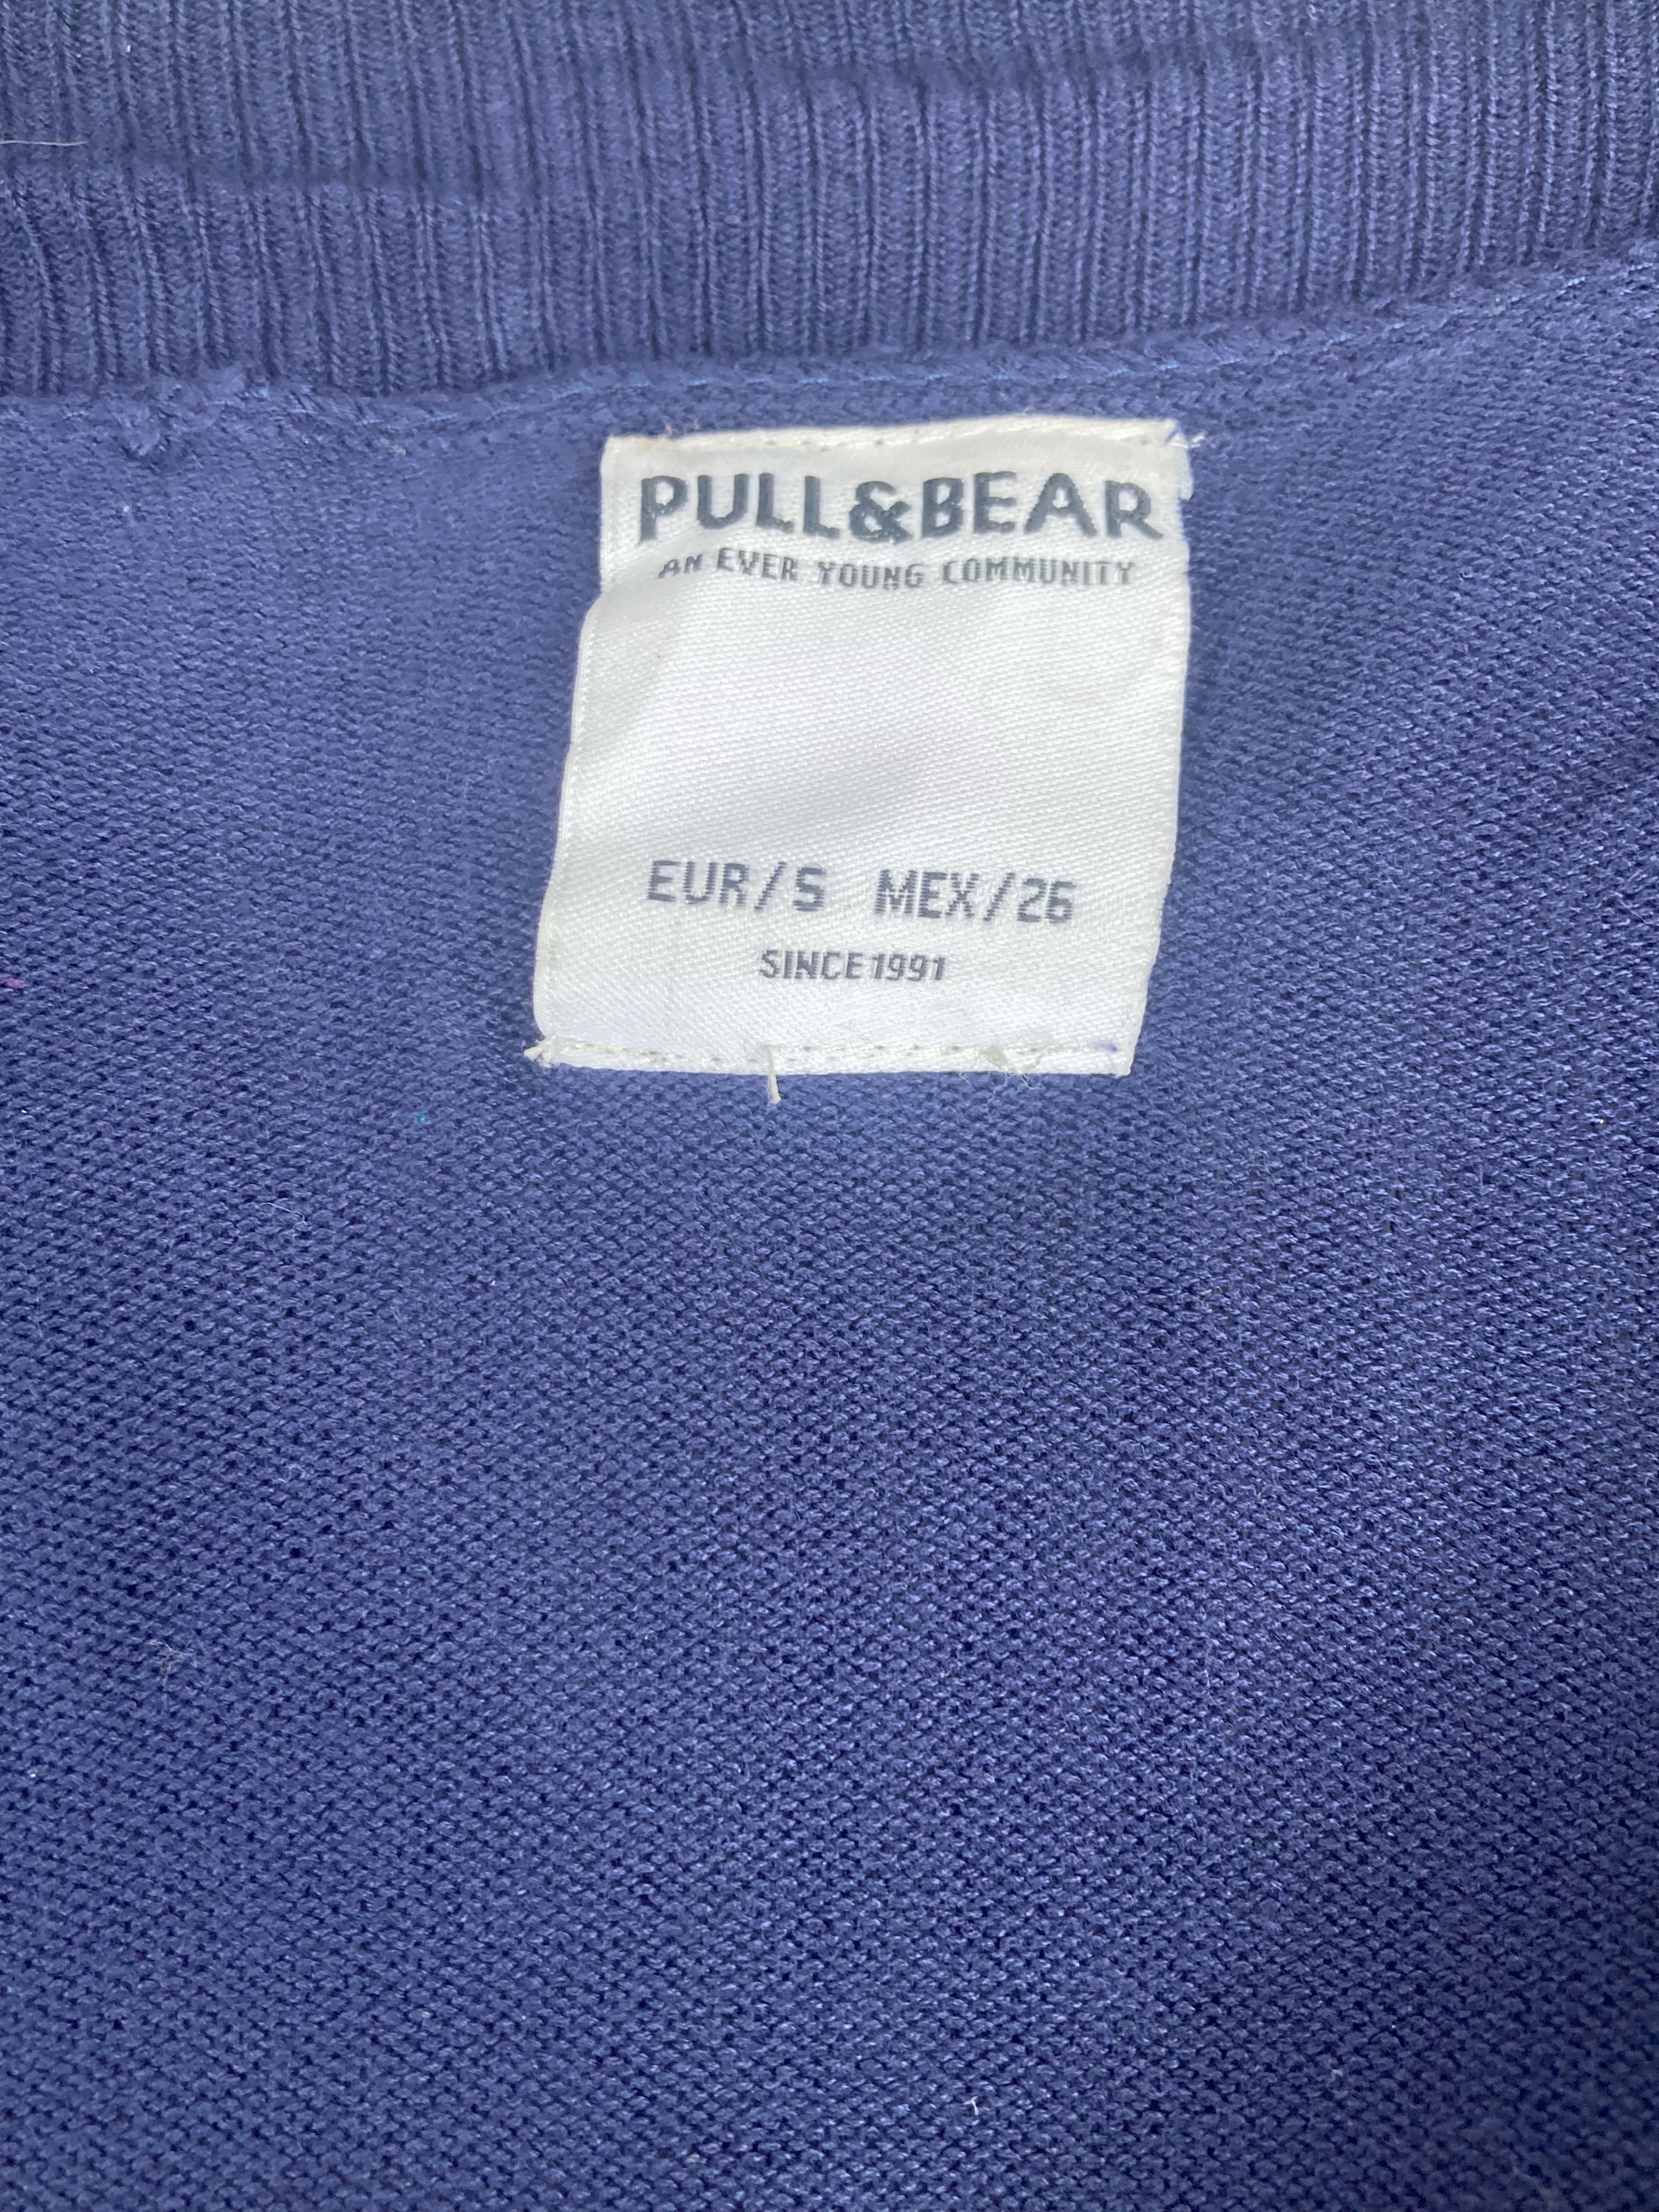 PULL&BEAR
AN EVER YOUNG COMMUNITY
EUR/S MEX/26
SINCE 1991